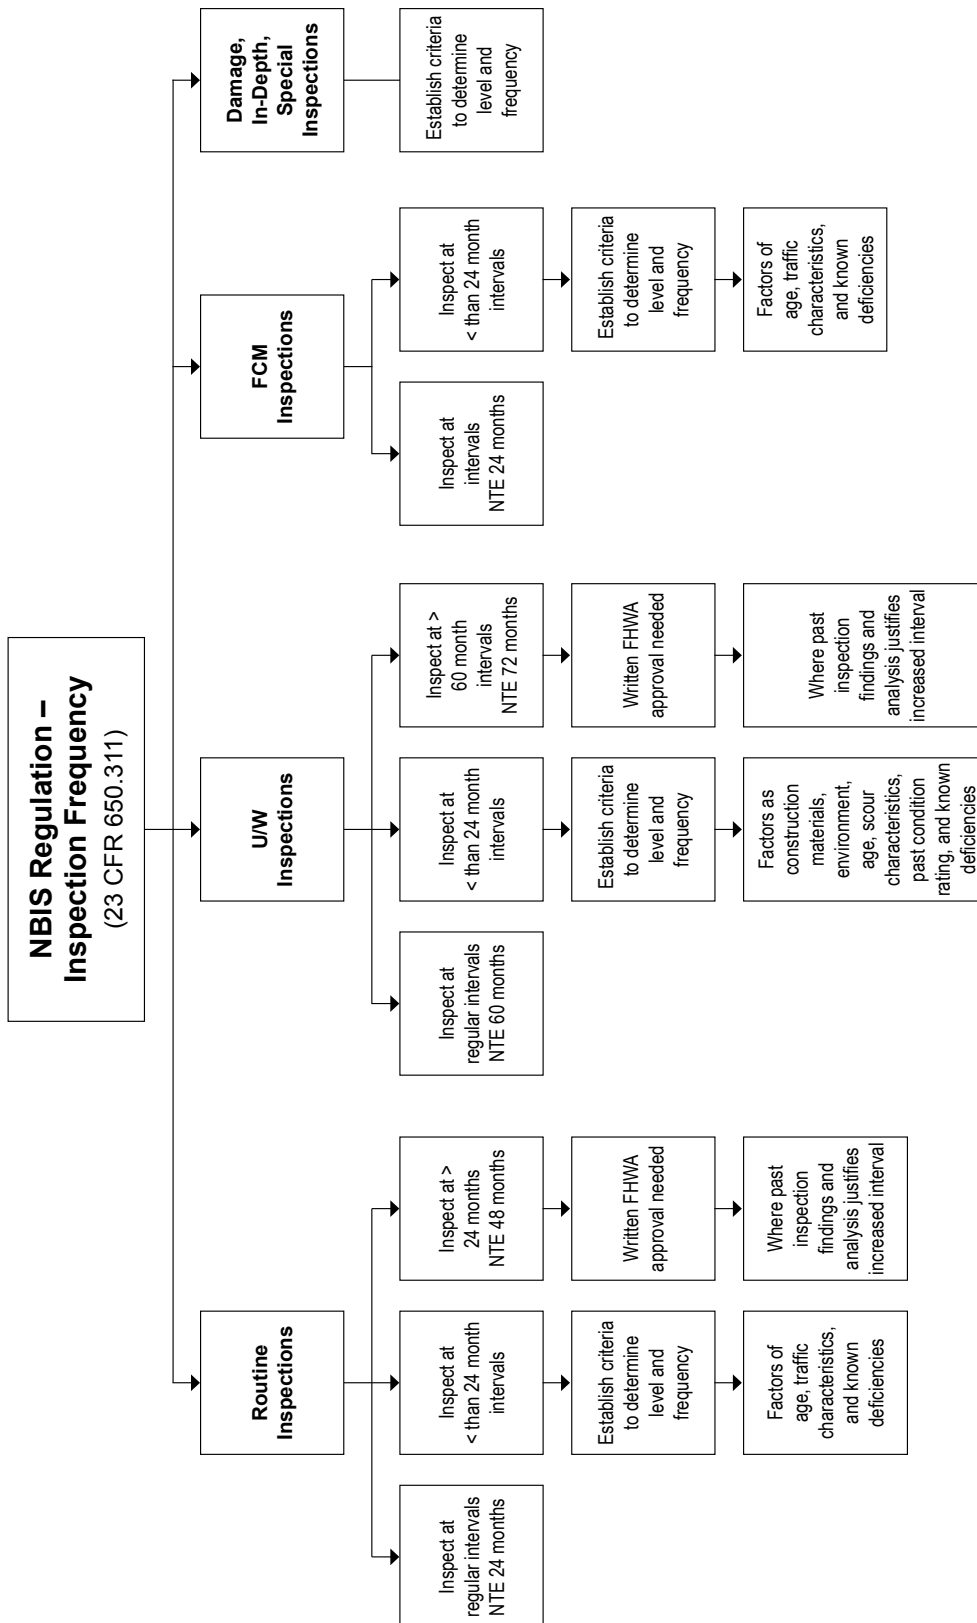 NBIS Regulation –
Inspection Frequency
(23 CFR 650.311)
Routine
Inspections
U/W
Inspections
FCM
Inspections
Damage,
In-Depth,
Special
Inspections
Inspect at
regular intervals
NTE 24 months
Inspect at
< than 24 month
intervals
Inspect at >
24 months
NTE 48 months
Inspect at
regular intervals
NTE 60 months
Inspect at
< than 24 month
intervals
Inspect at >
60 month
intervals
NTE 72 months
Inspect at
intervals
NTE 24 months
Inspect at
< than 24 month
intervals
Establish criteria
to determine
level and
frequency
Establish criteria
to determine
level and
frequency
Written FHWA
approval needed
Establish criteria
to determine
level and
frequency
Written FHWA
approval needed
Establish criteria
to determine
level and
frequency
Factors of
age, traffic
characteristics,
and known
deficiencies
Where past
inspection
findings and
analysis justifies
increased interval
Factors as
construction
materials,
environment,
age, scour
characteristics,
past condition
rating, and known
deficiencies
Where past
inspection
findings and
analysis justifies
increased interval
Factors of
age, traffic
characteristics,
and known
deficiencies